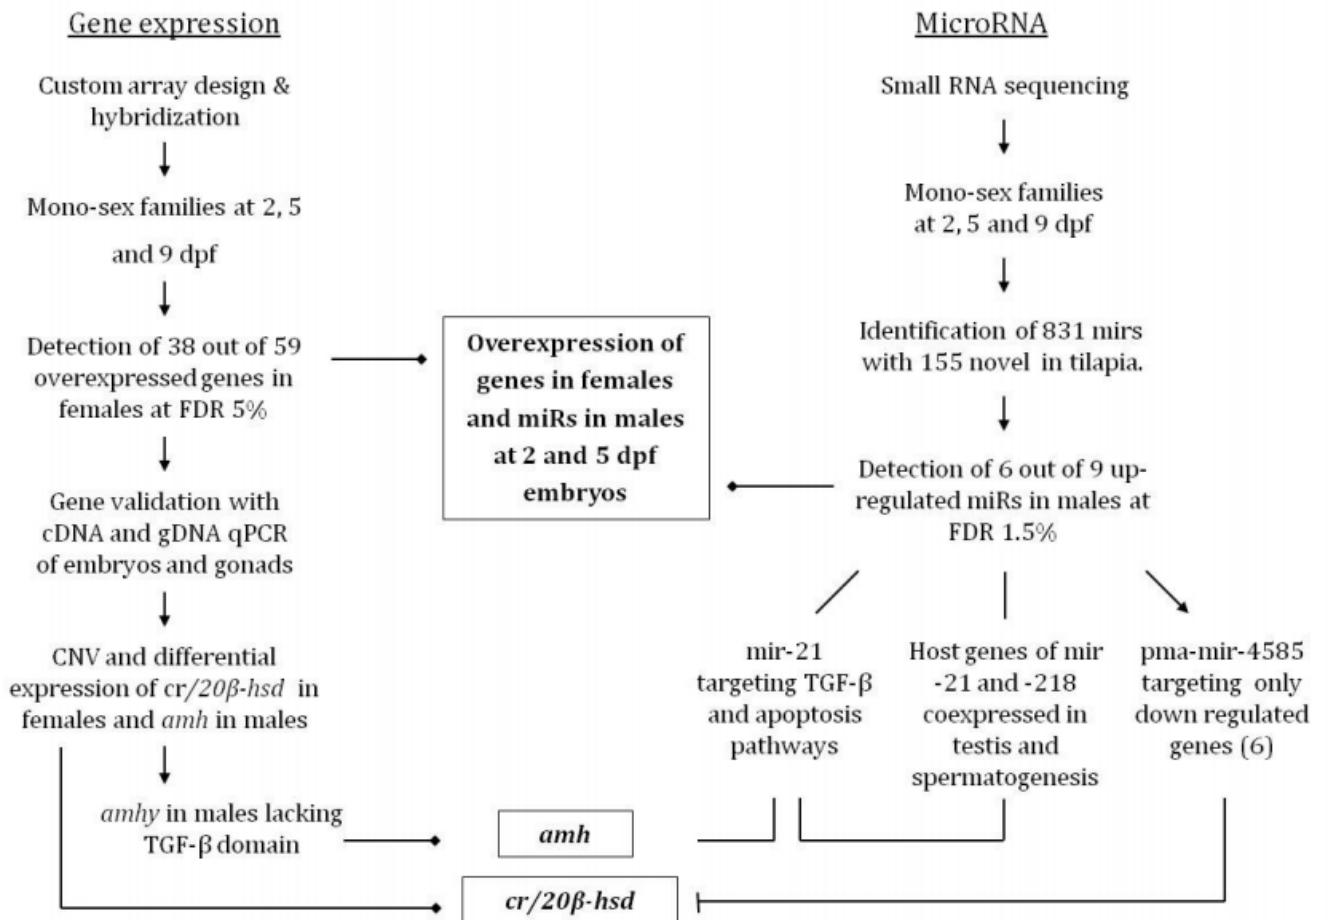 Gene expression
Custom array design &
hybridization
Mono-sex families at 2, 5
and 9 dpf
Detection of 38 out of 59
overexpressed genes in
females at FDR 5%
Gene validation with
cDNA and gDNA qPCR
of embryos and gonads
CNV and differential
expression of cr/20β-hsd in
females and amh in males
amhy in males lacking
TGF-β domain
Overexpression of
genes in females
and miRs in males
at 2 and 5 dpf
embryos
amh
cr/20β-hsd
MicroRNA
Small RNA sequencing
Mono-sex families
at 2, 5 and 9 dpf
Identification of 831 mirs
with 155 novel in tilapia.
Detection of 6 out of 9 up-
regulated miRs in males at
FDR 1.5%
mir-21
targeting TGF-β
and apoptosis
pathways
Host genes of mir
-21 and -218
coexpressed in
testis and
spermatogenesis
pma-mir-4585
targeting only
down regulated
genes (6)